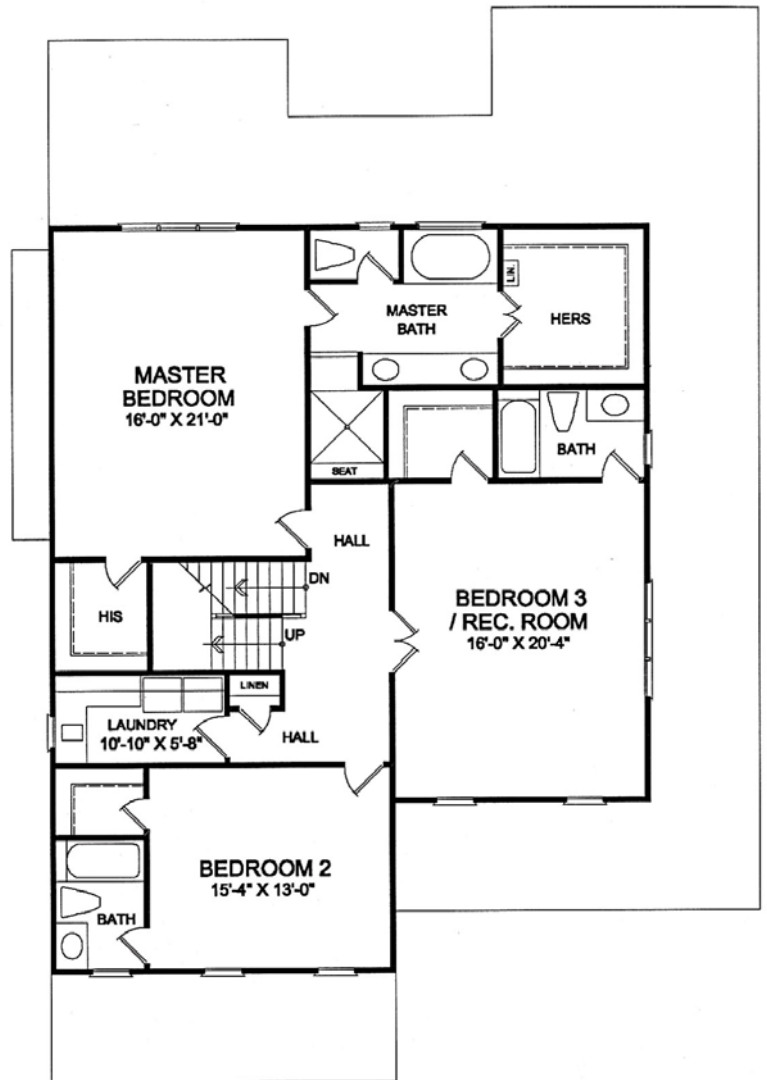 MASTER
BATH
LIN.
HERS
MASTER
BEDROOM
16'-0" X 21'-0"
SEAT
BATH
HALL
DN
UP
HIS
BEDROOM 3
/ REC. ROOM
16'-0" X 20'-4"
LINEN
LAUNDRY
10'-10" X 5'-8"
HALL
BEDROOM 2
15'-4" X 13'-0"
BATH